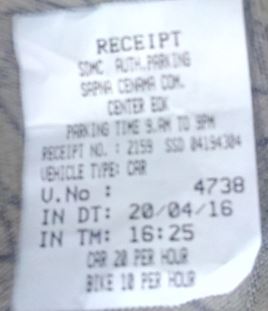 RECEIPT
SDMC AUTH.PARKING
SAPNA CENAMA COM.
CENTER EOK
PARKING TIME 9.AM TO 9PM
RECEIPT NO. : 2159 SSD 04194304
VEHICLE TYPE: CAR
V.No : 4738
IN DT: 20/04/16
IN TM: 16:25
CAR 20 PER HOUR
BIKE 10 PER HOUR